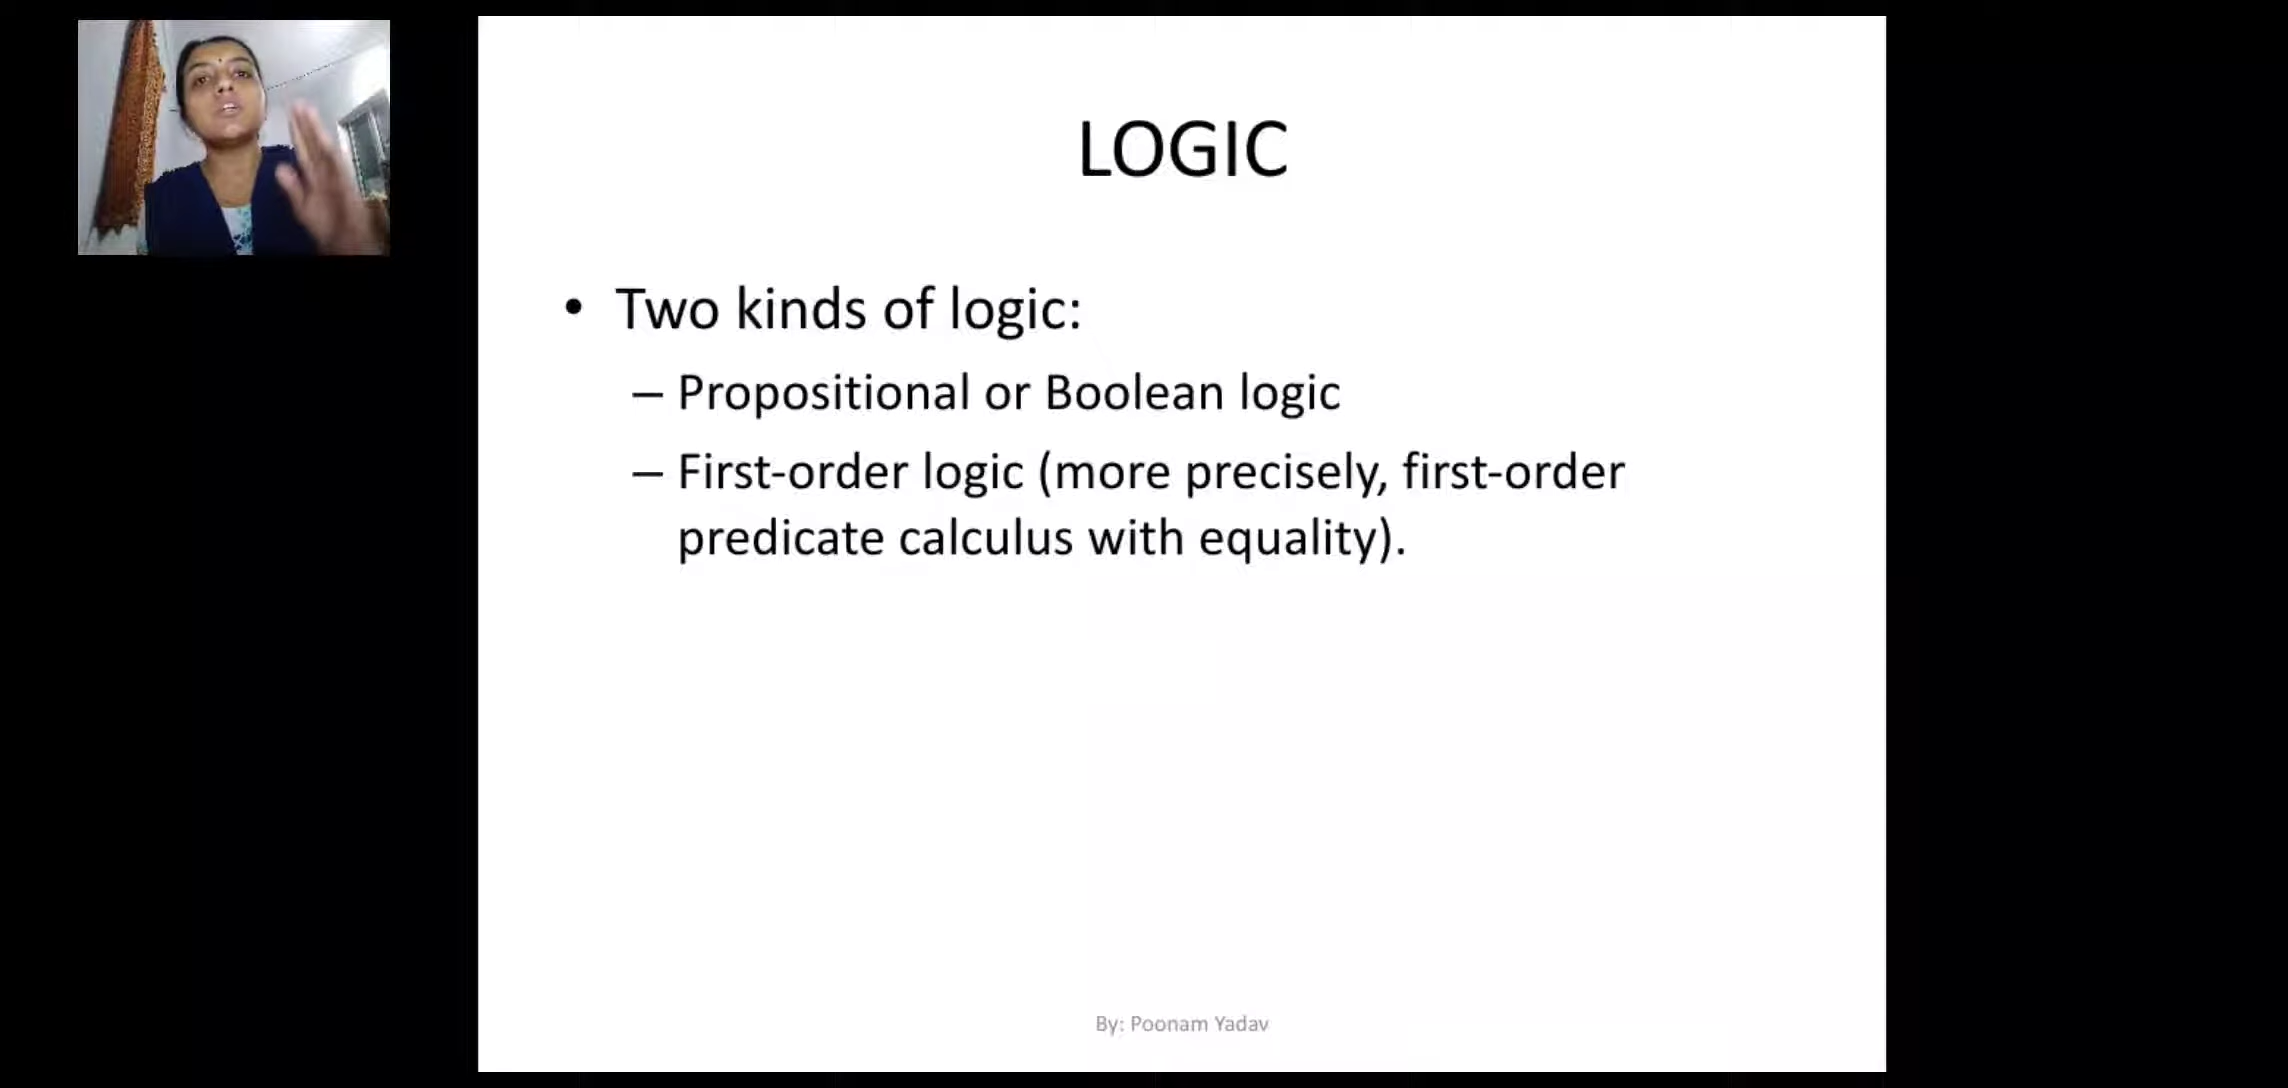 LOGIC
• Two kinds of logic:
– Propositional or Boolean logic
– First-order logic (more precisely, first-order
predicate calculus with equality).
By: Poonam Yadav